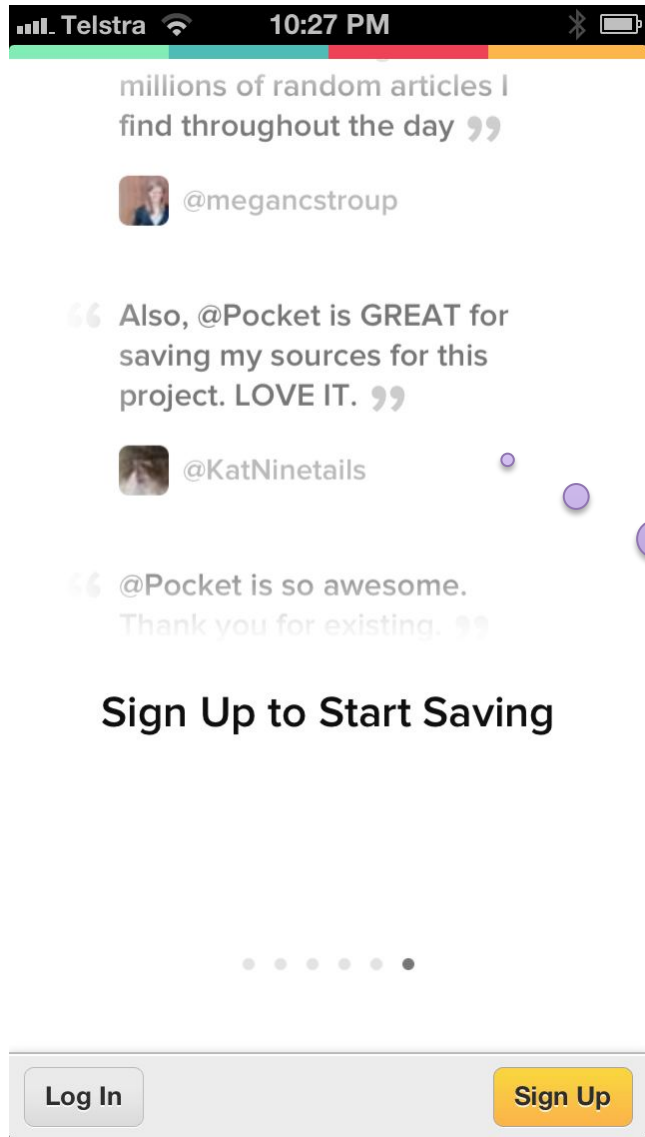 Telstra 10:27 PM
millions of random articles I
find throughout the day ”
@megancstroup
“ Also, @Pocket is GREAT for
saving my sources for this
project. LOVE IT. ”
@KatNinetails
“ @Pocket is so awesome.
Thank you for existing. ”
Sign Up to Start Saving
Log In
Sign Up